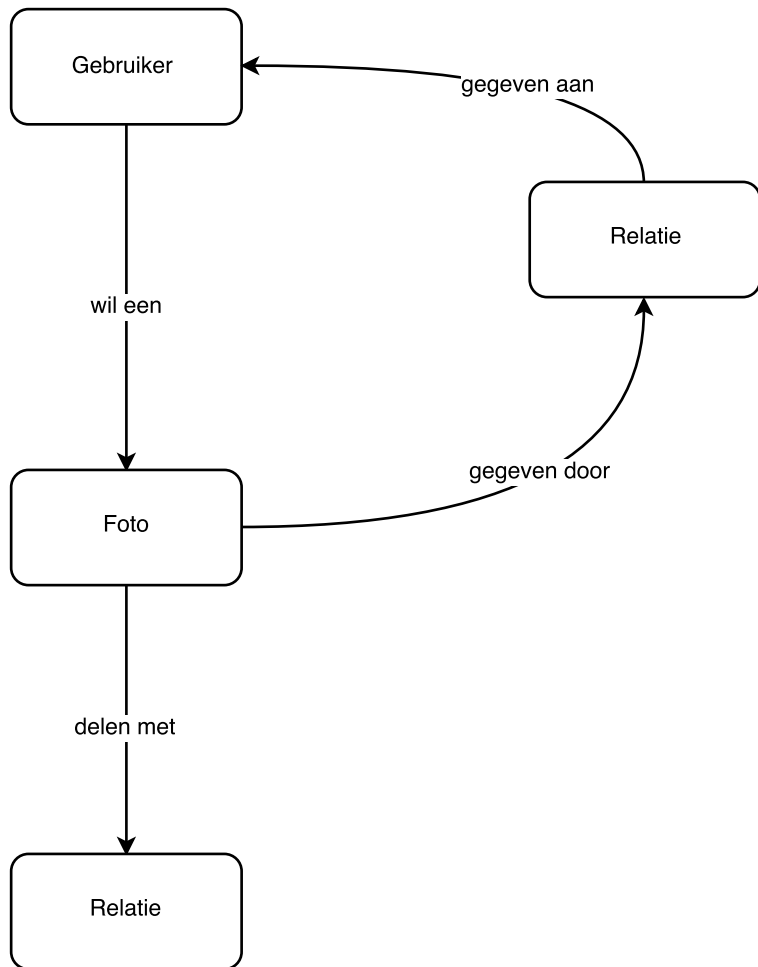 Gebruiker
gegeven aan
Relatie
wil een
gegeven door
Foto
delen met
Relatie